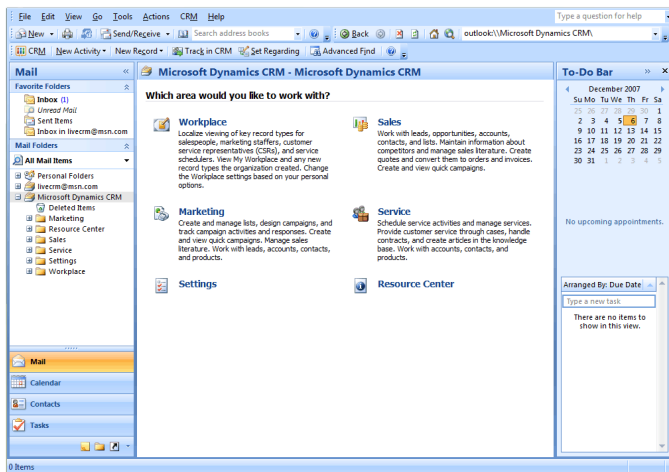 File Edit View Go Tools Actions CRM Help Type a question for help
New Send/Receive Search address books Back outlook:\\Microsoft Dynamics CRM\
CRM New Activity New Record Track in CRM Set Regarding Advanced Find
Mail «
Favorite Folders
Inbox (1)
Unread Mail
Sent Items
Inbox in livecrm@msn.com
Mail Folders
All Mail Items
Personal Folders
livecrm@msn.com
Microsoft Dynamics CRM
Deleted Items
Marketing
Resource Center
Sales
Service
Settings
Workplace
Mail
Calendar
Contacts
Tasks
0 Items
Microsoft Dynamics CRM - Microsoft Dynamics CRM
Which area would you like to work with?
Workplace
Localize viewing of key record types for
salespeople, marketing staffers, customer
service representatives (CSRs), and service
schedulers. View My Workplace and any new
record types the organization created. Change
the Workplace settings based on your personal
options.
Sales
Work with leads, opportunities, accounts,
contacts, and lists. Maintain information about
competitors and manage sales literature. Create
quotes and convert them to orders and invoices.
Create and view quick campaigns.
Marketing
Create and manage lists, design campaigns, and
track campaign activities and responses. Create
and view quick campaigns. Manage sales
literature. Work with leads, accounts, contacts,
and products.
Service
Schedule service activities and manage services.
Provide customer service through cases, handle
contracts, and create articles in the knowledge
base. Work with accounts, contacts, and
products.
Settings
Resource Center
To-Do Bar » ×
December 2007
Su Mo Tu We Th Fr Sa
25 26 27 28 29 30 1
2 3 4 5 6 7 8
9 10 11 12 13 14 15
16 17 18 19 20 21 22
23 24 25 26 27 28 29
30 31 1 2 3 4 5
No upcoming appointments.
Arranged By: Due Date
Type a new task
There are no items to
show in this view.